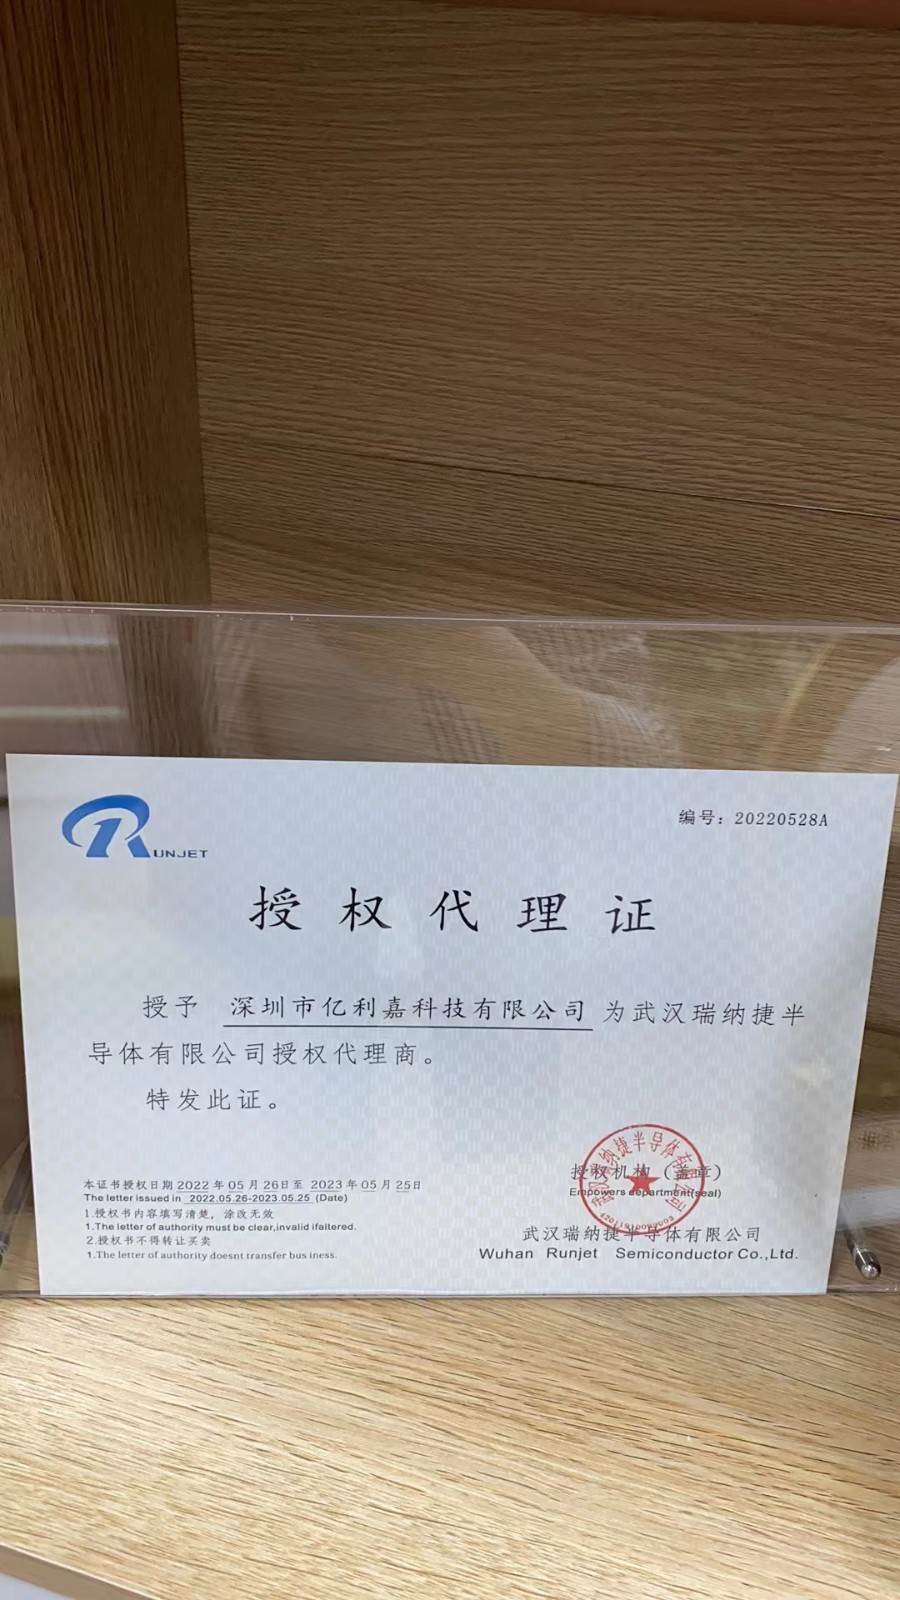 RUNJET
编号：20220528A
授权代理证
授予 深圳市亿利嘉科技有限公司 为武汉瑞纳捷半
导体有限公司授权代理商。
特发此证。
本证书授权日期 2022 年 05 月 26日至 2023 年 05 月 25日
The letter issued in 2022.05.26-2023.05.25 (Date)
1.授权书内容填写清楚，涂改无效
1.The letter of authority must be clear,invalid ifaltered.
2.授权书不得转让买卖
1.The letter of authority doesnt transfer bus iness.
授权机构（盖章）
Empowers department(seal)
武汉瑞纳捷半导体有限公司
Wuhan Runjet Semiconductor Co.,Ltd.